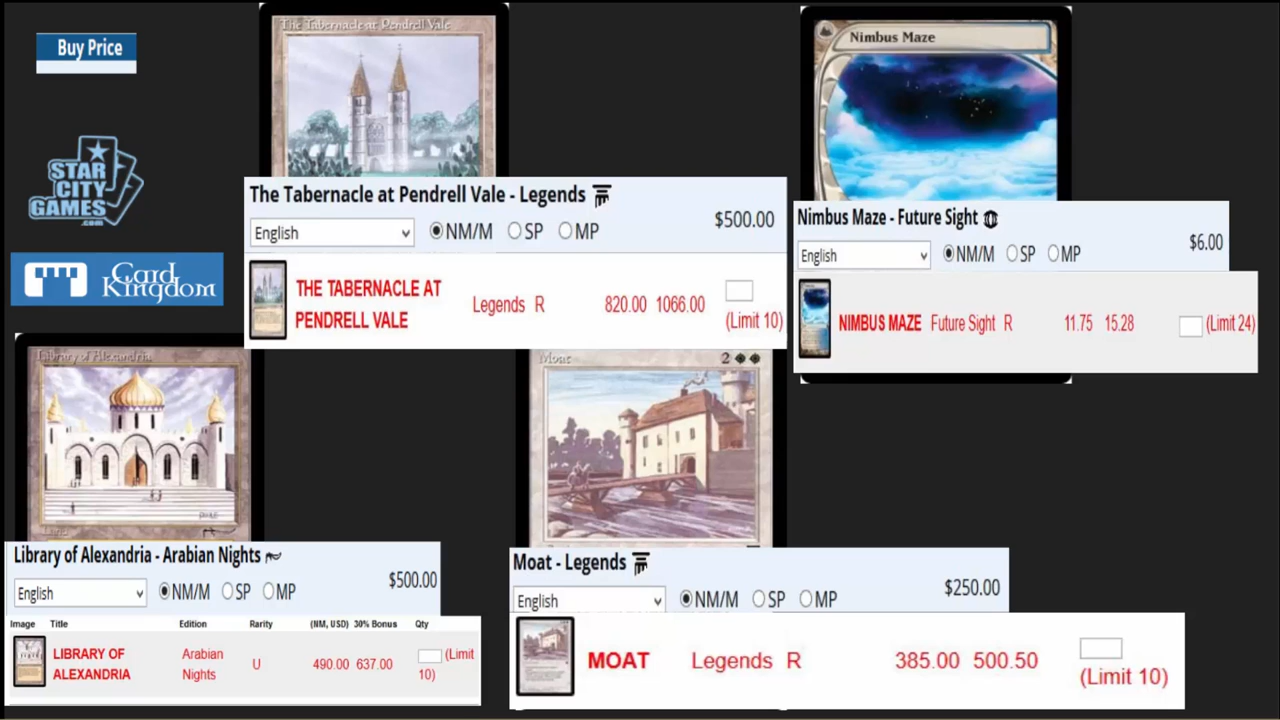 Buy Price
STAR
CITY
GAMES
.com
Card
Kingdom
The Tabernacle at Pendrell Vale
The Tabernacle at Pendrell Vale - Legends
English
NM/M SP MP
$500.00
THE TABERNACLE AT
PENDRELL VALE
Legends R
820.00 1066.00
(Limit 10)
Nimbus Maze
Nimbus Maze - Future Sight
English
NM/M SP MP
$6.00
NIMBUS MAZE Future Sight R 11.75 15.28 (Limit 24)
Library of Alexandria
Land
Library of Alexandria - Arabian Nights
English
NM/M SP MP
$500.00
Image Title Edition Rarity (NM, USD) 30% Bonus Qty
LIBRARY OF
ALEXANDRIA
Arabian
Nights
U
490.00 637.00
(Limit
10)
Moat 2
Moat - Legends
English
NM/M SP MP
$250.00
MOAT Legends R 385.00 500.50
(Limit 10)